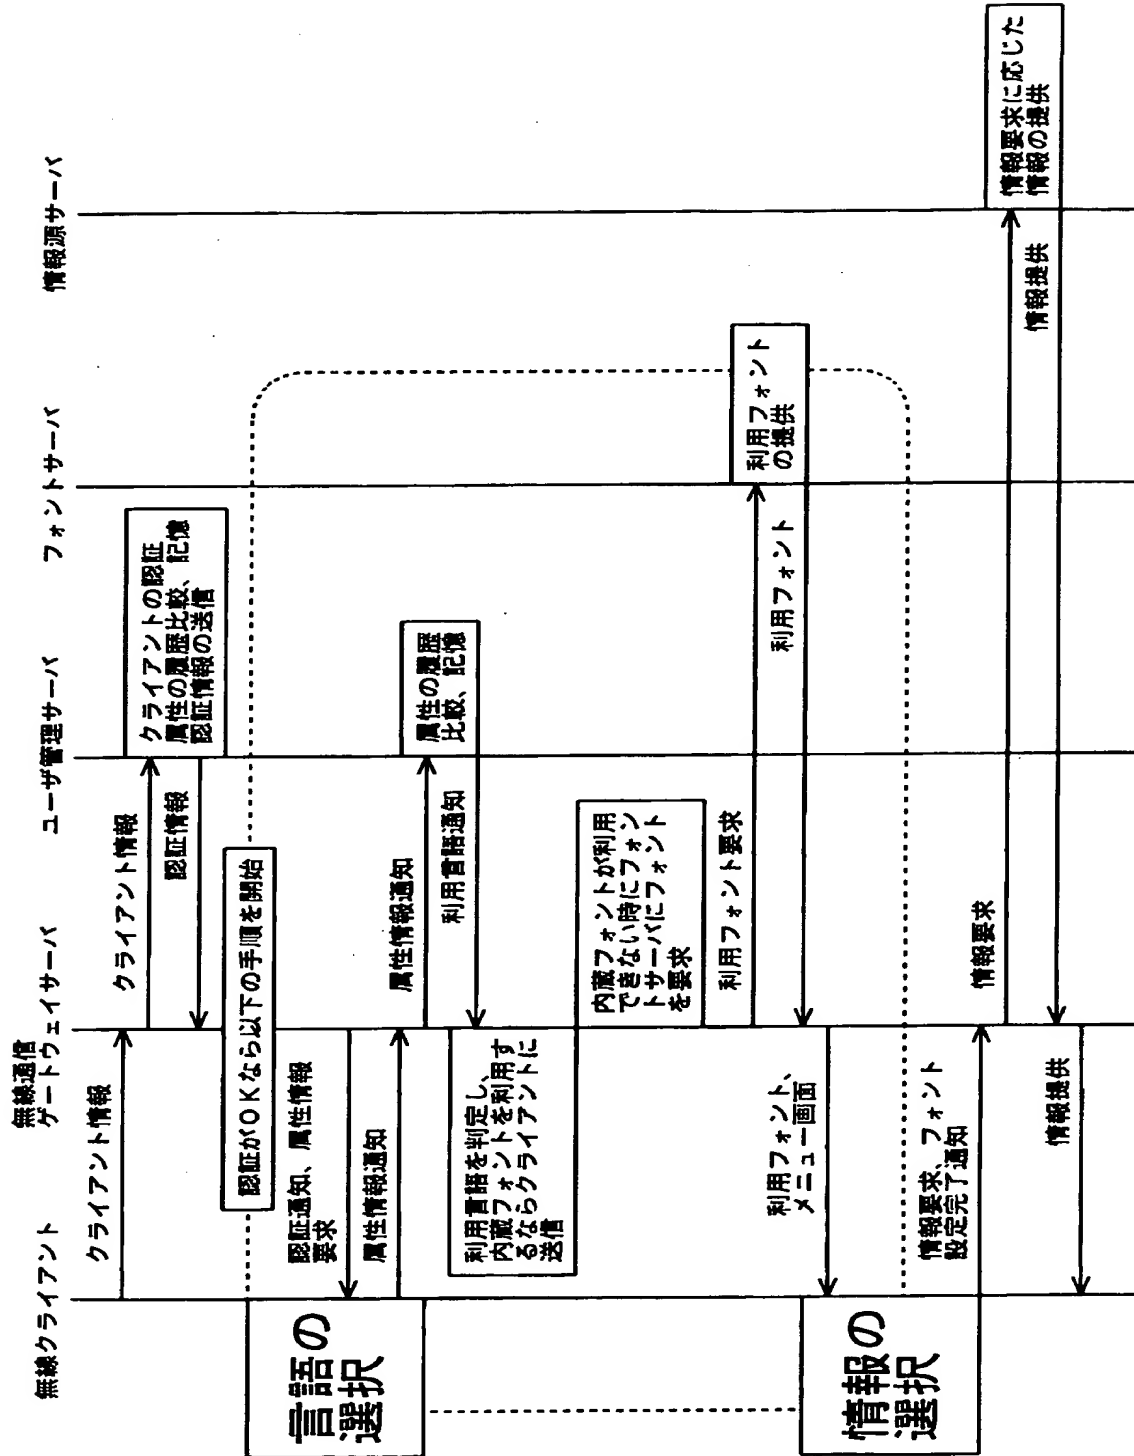 無線クライアント
無線通信
ゲートウェイサーバ
ユーザ管理サーバ
フォントサーバ
情報源サーバ
クライアント情報
クライアント情報
クライアントの認証
属性の履歴比較、記憶
認証情報の送信
認証情報
認証がOKなら以下の手順を開始
言語の
選択
認証通知、属性情報
要求
属性情報通知
属性情報通知
属性の履歴
比較、記憶
利用言語通知
利用言語を判定し、
内蔵フォントを利用す
るならクライアントに
送信
内蔵フォントが利用
できない時にフォン
トサーバにフォント
を要求
利用フォント要求
利用フォント
の提供
利用フォント
利用フォント、
メニュー画面
情報の
選択
情報要求、フォント
設定完了通知
情報要求
情報要求に応じた
情報の提供
情報提供
情報提供